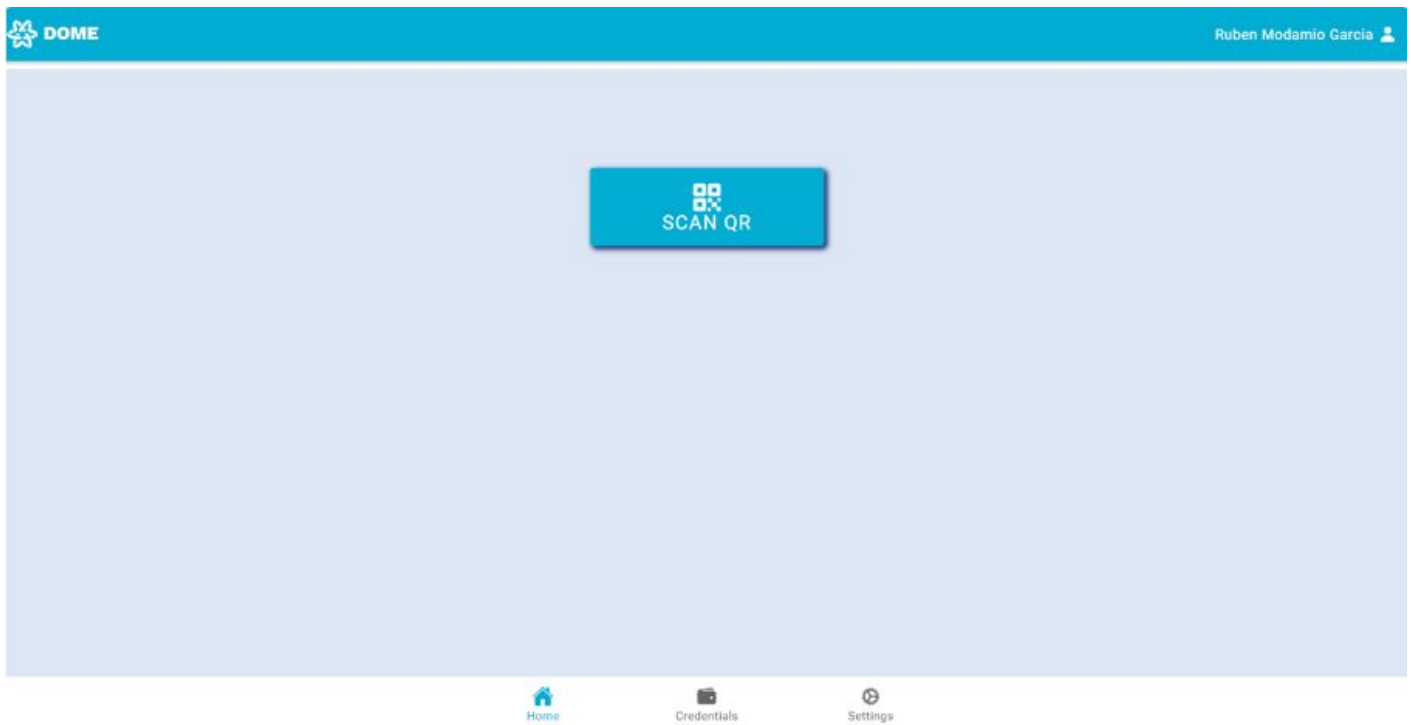 DOME
Ruben Modamio Garcia
SCAN QR
Home
Credentials
Settings